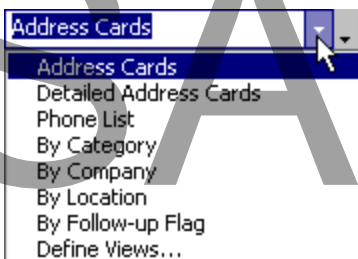 Address Cards
Address Cards
Detailed Address Cards
Phone List
By Category
By Company
By Location
By Follow-up Flag
Define Views...